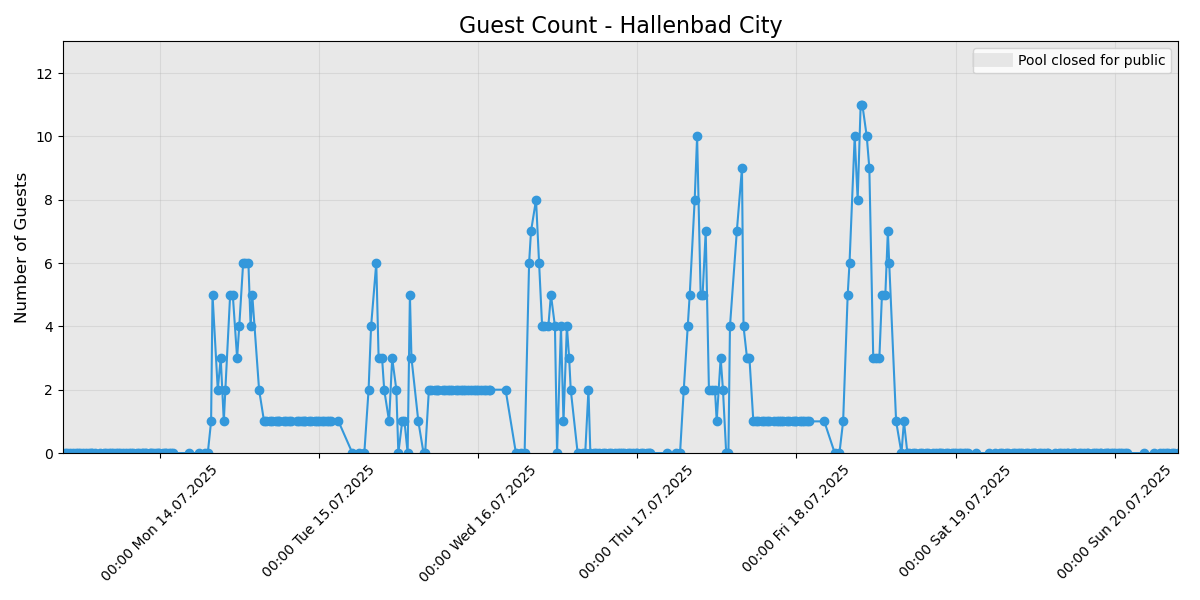 Guest Count - Hallenbad City
Pool closed for public
Number of Guests
12
10
8
6
4
2
0
00:00 Mon 14.07.2025
00:00 Tue 15.07.2025
00:00 Wed 16.07.2025
00:00 Thu 17.07.2025
00:00 Fri 18.07.2025
00:00 Sat 19.07.2025
00:00 Sun 20.07.2025